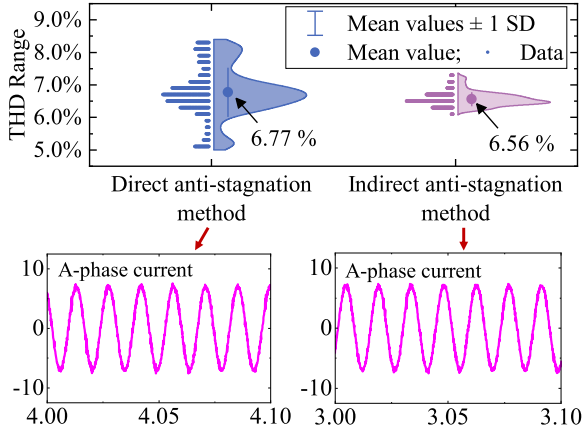 THD Range
9.0%
8.0%
7.0%
6.0%
5.0%
Mean values ± 1 SD
Mean value; Data
6.77 %
6.56 %
Direct anti-stagnation
method
Indirect anti-stagnation
method
10
0
-10
A-phase current
4.00 4.05 4.10
10
0
-10
A-phase current
3.00 3.05 3.10